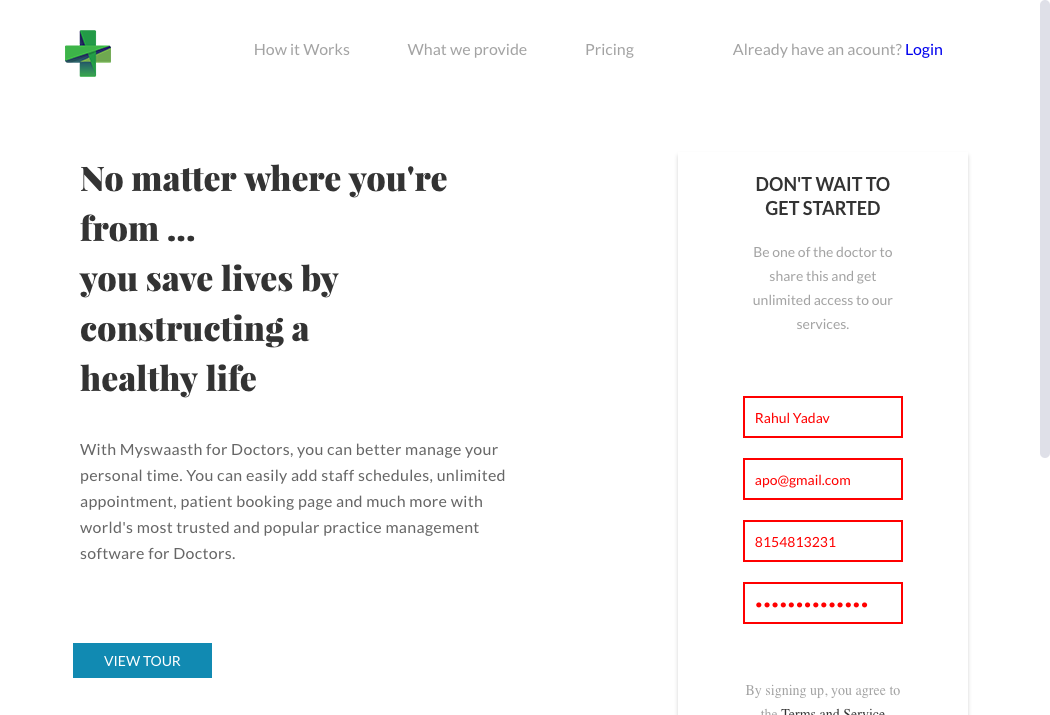 How it Works
What we provide
Pricing
Already have an acount? Login
No matter where you're
from ...
you save lives by
constructing a
healthy life
With Myswaasth for Doctors, you can better manage your
personal time. You can easily add staff schedules, unlimited
appointment, patient booking page and much more with
world's most trusted and popular practice management
software for Doctors.
VIEW TOUR
DON'T WAIT TO
GET STARTED
Be one of the doctor to
share this and get
unlimited access to our
services.
Rahul Yadav
apo@gmail.com
8154813231
••••••••••••••
By signing up, you agree to
the Terms and Service